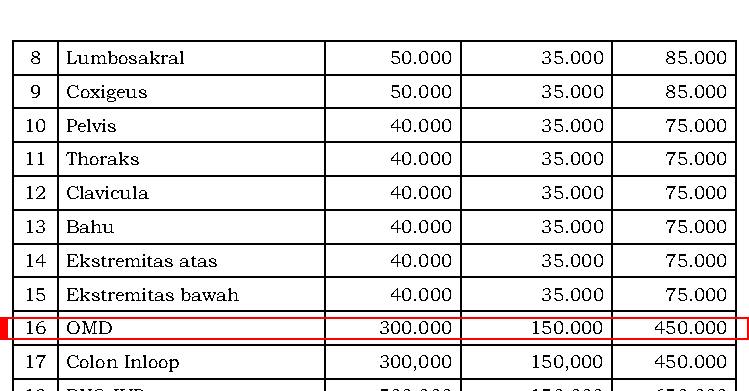 8 Lumbosakral 50.000 35.000 85.000
9 Coxigeus 50.000 35.000 85.000
10 Pelvis 40.000 35.000 75.000
11 Thoraks 40.000 35.000 75.000
12 Clavicula 40.000 35.000 75.000
13 Bahu 40.000 35.000 75.000
14 Ekstremitas atas 40.000 35.000 75.000
15 Ekstremitas bawah 40.000 35.000 75.000
16 OMD 300.000 150.000 450.000
17 Colon Inloop 300,000 150,000 450.000